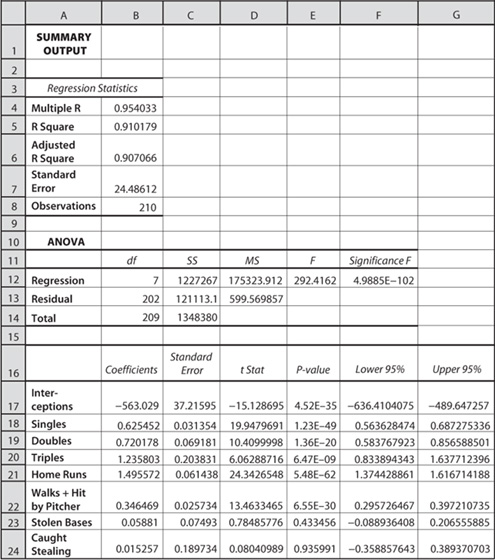 A B C D E F G
1 SUMMARY
OUTPUT
2
3 Regression Statistics
4 Multiple R 0.954033
5 R Square 0.910179
Adjusted
6 R Square 0.907066
Standard
7 Error 24.48612
8 Observations 210
9
10 ANOVA
11 df SS MS F Significance F
12 Regression 7 1227267 175323.912 292.4162 4.9885E−102
13 Residual 202 121113.1 599.569857
14 Total 209 1348380
15
16 Coefficients Standard Error t Stat P-value Lower 95% Upper 95%
Inter-
17 ceptions −563.029 37.21595 −15.128695 4.52E−35 −636.4104075 −489.647257
18 Singles 0.625452 0.031354 19.9479691 1.23E−49 0.563628474 0.687275336
19 Doubles 0.720178 0.069181 10.4099998 1.36E−20 0.583767923 0.856588501
20 Triples 1.235803 0.203831 6.06288716 6.47E−09 0.833894343 1.637712396
21 Home Runs 1.495572 0.061438 24.3426548 5.48E−62 1.374428861 1.616714188
Walks + Hit
22 by Pitcher 0.346469 0.025734 13.4633465 6.55E−30 0.295726467 0.397210735
23 Stolen Bases 0.05881 0.07493 0.78485776 0.433456 −0.088936408 0.206555885
Caught
24 Stealing 0.015257 0.189734 0.08040989 0.935991 −0.358857643 0.389370703